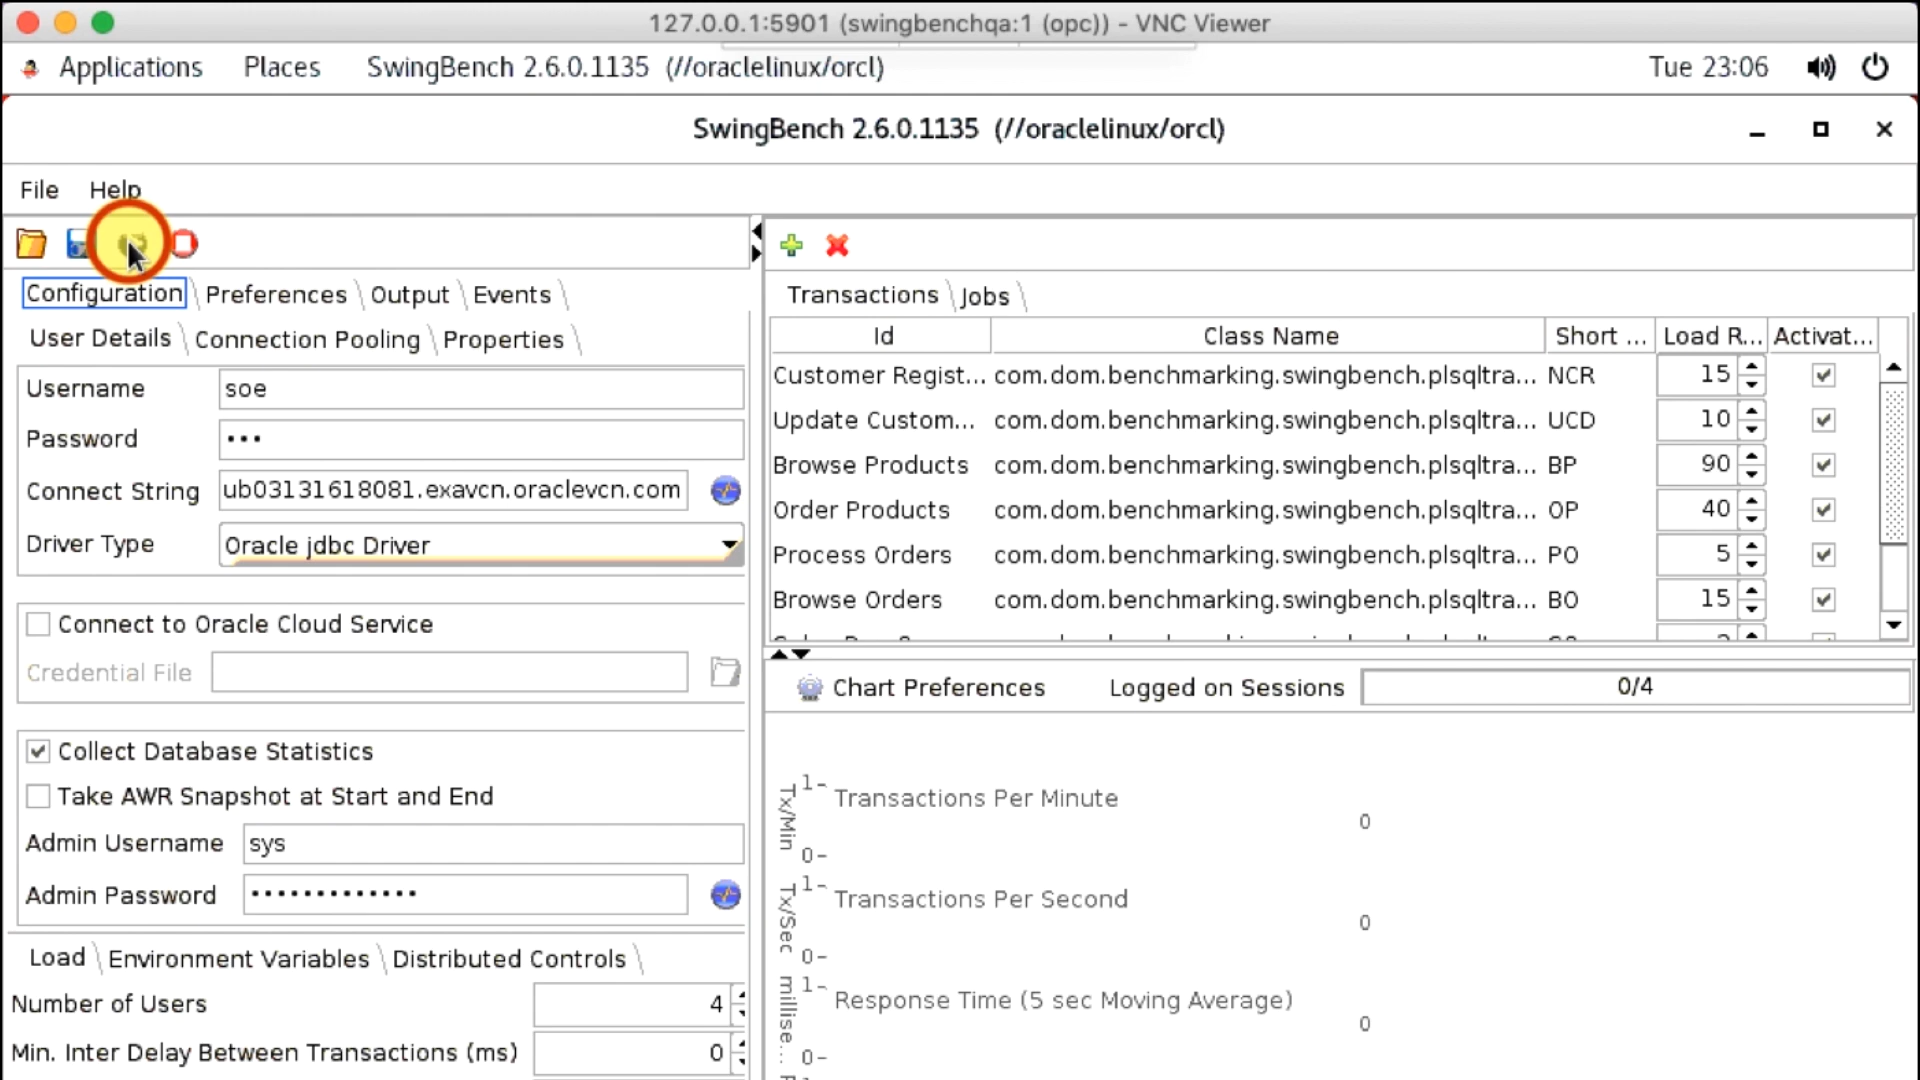 127.0.0.1:5901 (swingbenchqa:1 (opc)) - VNC Viewer
Applications Places SwingBench 2.6.0.1135 (//oraclelinux/orcl) Tue 23:06
SwingBench 2.6.0.1135 (//oraclelinux/orcl)
File Help
Configuration Preferences Output Events
User Details Connection Pooling Properties
Username soe
Password •••
Connect String ub03131618081.exavcn.oraclevcn.com
Driver Type Oracle jdbc Driver
Connect to Oracle Cloud Service
Credential File
Collect Database Statistics
Take AWR Snapshot at Start and End
Admin Username sys
Admin Password •••••••••••••
Load Environment Variables Distributed Controls
Number of Users 4
Min. Inter Delay Between Transactions (ms) 0
Transactions Jobs
Id Class Name Short ... Load R... Activat...
Customer Regist... com.dom.benchmarking.swingbench.plsqltra... NCR 15
Update Custom... com.dom.benchmarking.swingbench.plsqltra... UCD 10
Browse Products com.dom.benchmarking.swingbench.plsqltra... BP 90
Order Products com.dom.benchmarking.swingbench.plsqltra... OP 40
Process Orders com.dom.benchmarking.swingbench.plsqltra... PO 5
Browse Orders com.dom.benchmarking.swingbench.plsqltra... BO 15
Chart Preferences Logged on Sessions 0/4
Tx/Min 1 0
Transactions Per Minute 0
Tx/Sec 1 0
Transactions Per Second 0
millise... 1 0
Response Time (5 sec Moving Average) 0